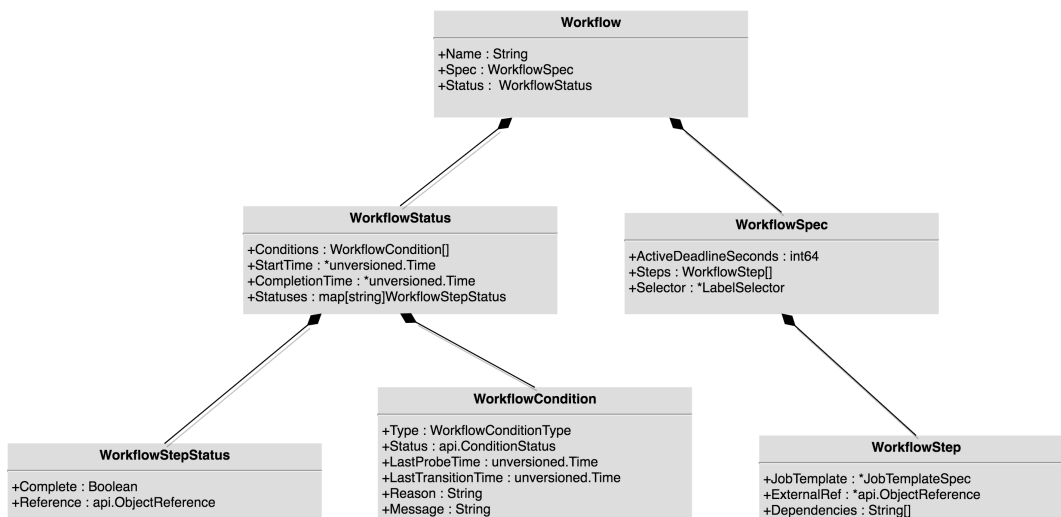 Workflow
+Name : String
+Spec : WorkflowSpec
+Status :  WorkflowStatus
WorkflowStatus
+Conditions : WorkflowCondition[]
+StartTime : *unversioned.Time
+CompletionTime : *unversioned.Time
+Statuses : map[string]WorkflowStepStatus
WorkflowSpec
+ActiveDeadlineSeconds : int64
+Steps : WorkflowStep[]
+Selector : *LabelSelector
WorkflowStepStatus
+Complete : Boolean
+Reference : api.ObjectReference
WorkflowCondition
+Type : WorkflowConditionType
+Status : api.ConditionStatus
+LastProbeTime : unversioned.Time
+LastTransitionTime : unversioned.Time
+Reason : String
+Message : String
WorkflowStep
+JobTemplate : *JobTemplateSpec
+ExternalRef : *api.ObjectReference
+Dependencies : String[]